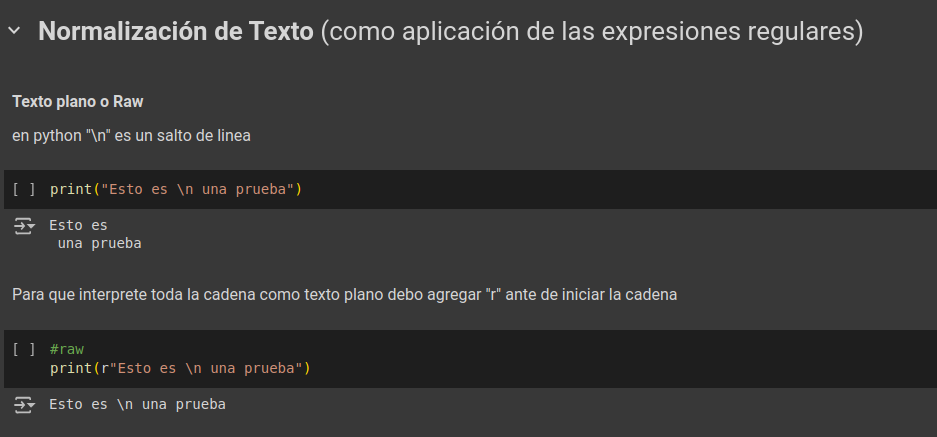 Normalización de Texto (como aplicación de las expresiones regulares)
Texto plano o Raw
en python "\n" es un salto de linea
[ ] print("Esto es \n una prueba")
Esto es
 una prueba
Para que interprete toda la cadena como texto plano debo agregar "r" ante de iniciar la cadena
[ ] #raw
print(r"Esto es \n una prueba")
Esto es \n una prueba